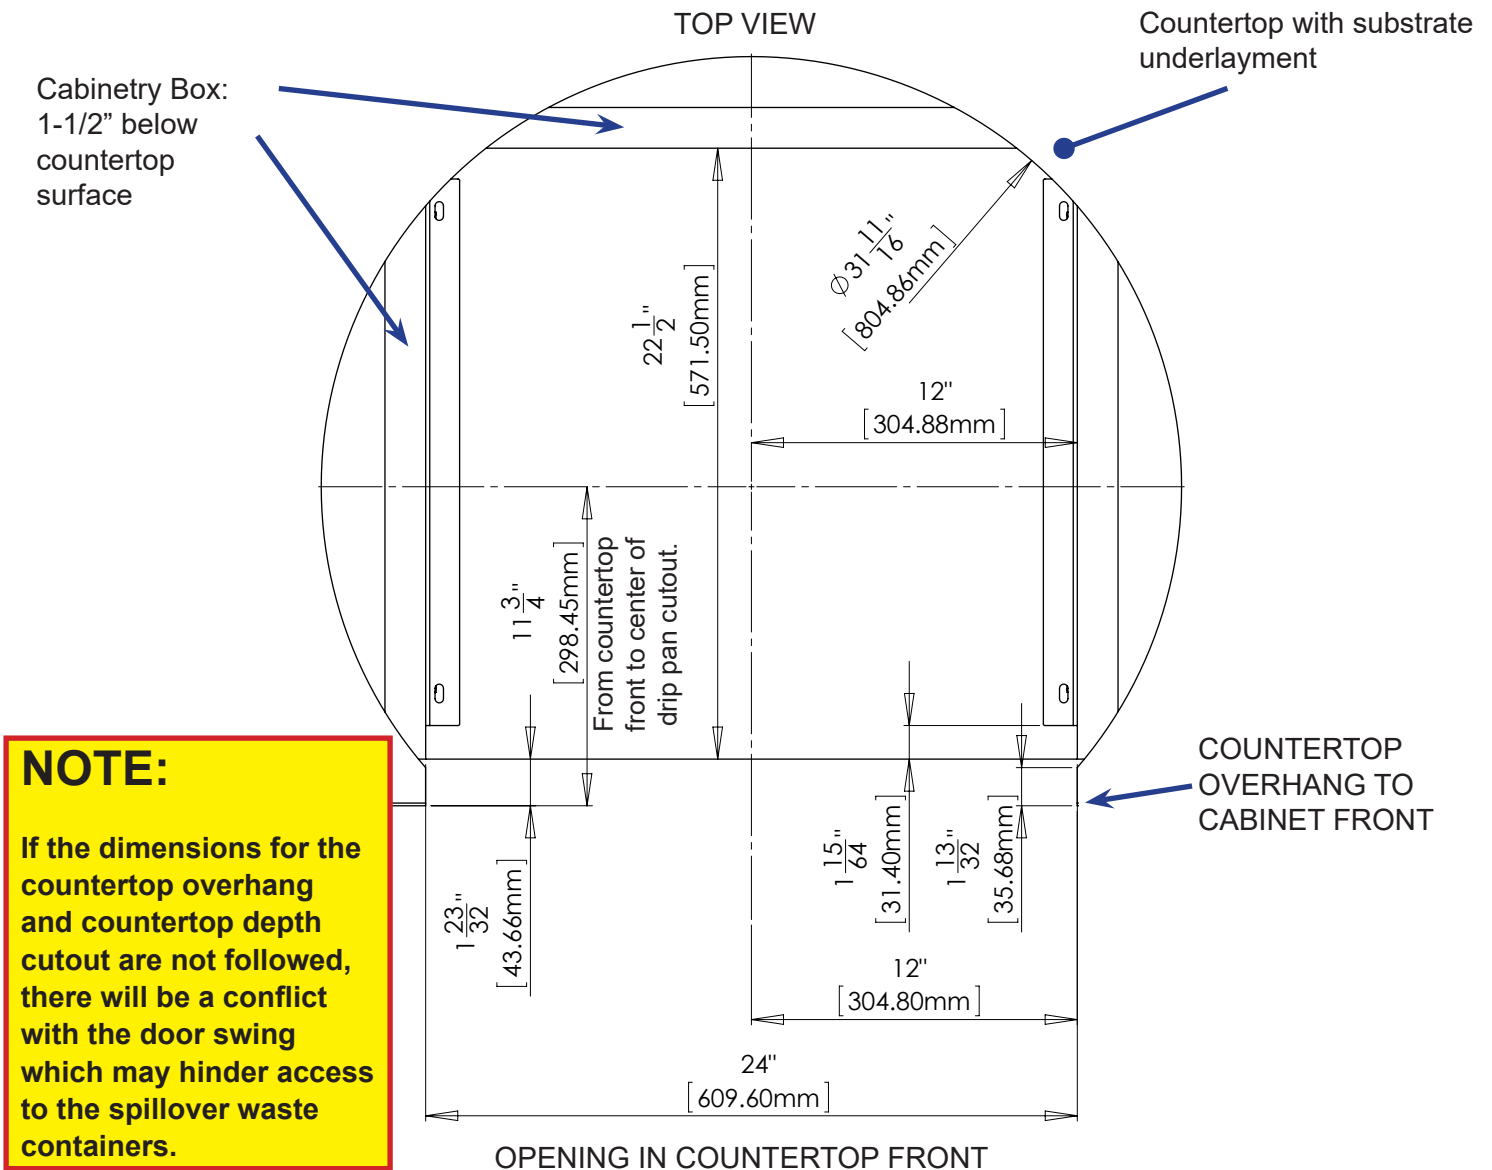 TOP VIEW
Countertop with substrate
underlayment
Cabinetry Box:
1-1/2” below
countertop
surface
Ø31 11/16"
[804.86mm]
22 1/2"
[571.50mm]
12"
[304.88mm]
11 3/4"
[298.45mm]
From countertop
front to center of
drip pan cutout.
NOTE:
If the dimensions for the
countertop overhang
and countertop depth
cutout are not followed,
there will be a conflict
with the door swing
which may hinder access
to the spillover waste
containers.
COUNTERTOP
OVERHANG TO
CABINET FRONT
1 23/32"
[43.66mm]
1 15/64"
[31.40mm]
1 13/32"
[35.68mm]
12"
[304.80mm]
24"
[609.60mm]
OPENING IN COUNTERTOP FRONT